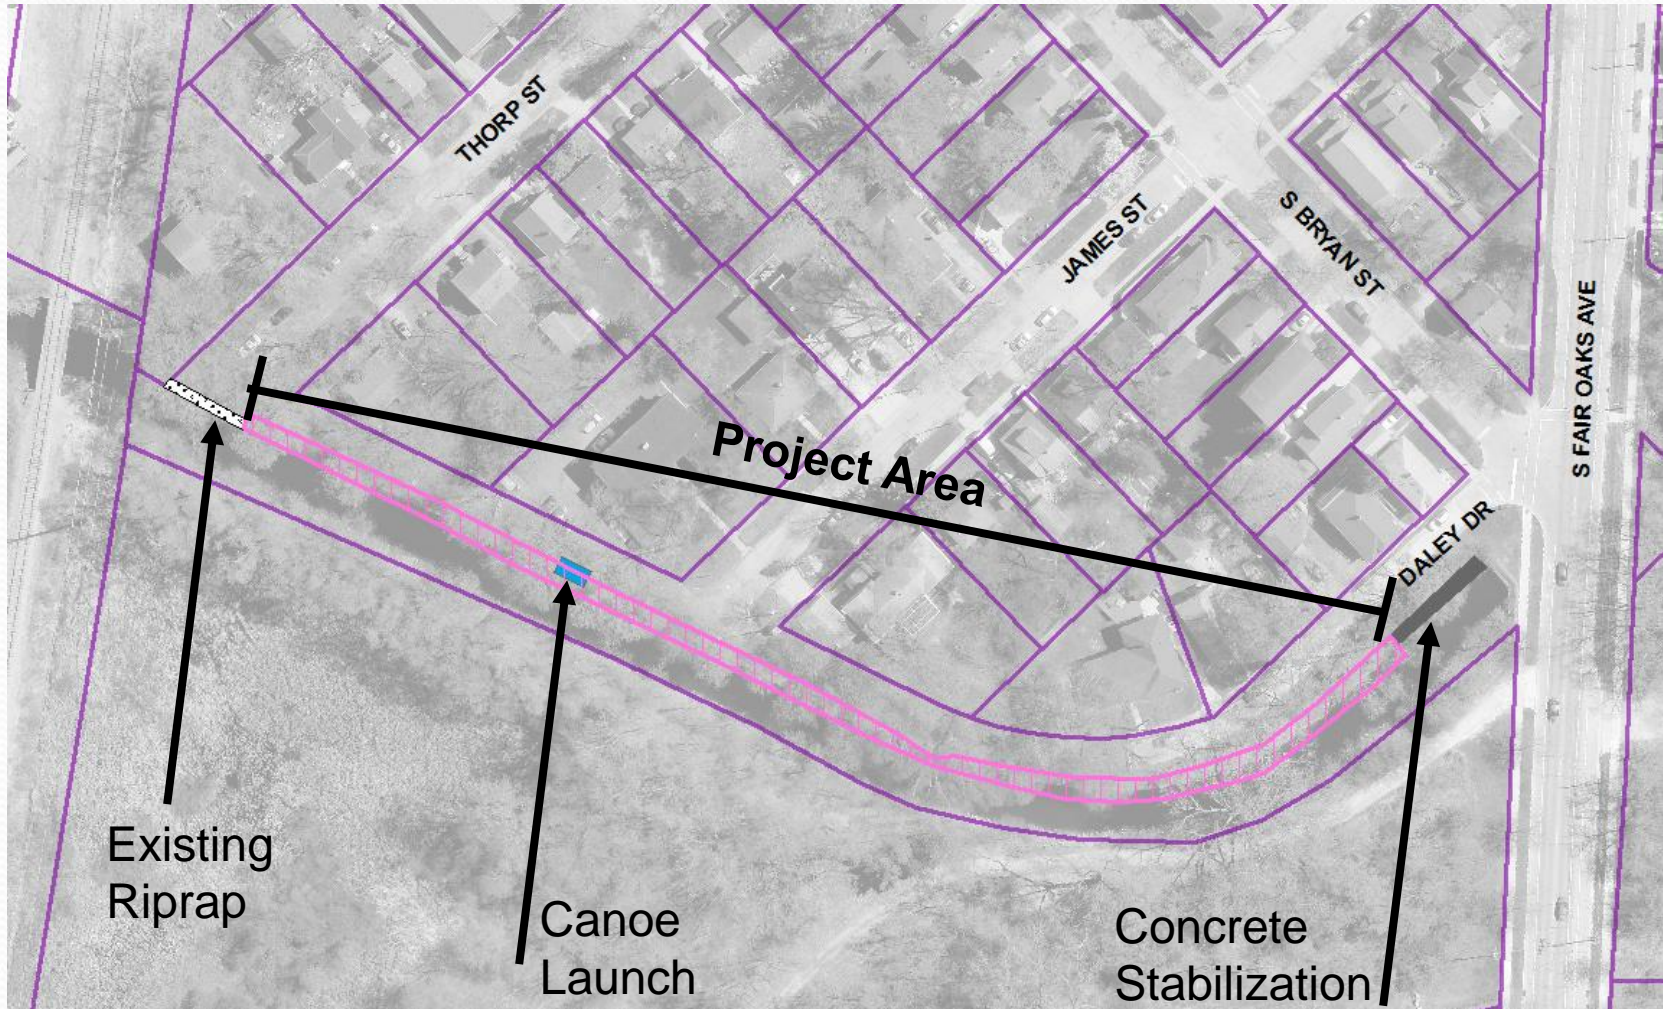 THORP ST
JAMES ST
S BRYAN ST
S FAIR OAKS AVE
Project Area
DALEY DR
Existing
Riprap
Canoe
Launch
Concrete
Stabilization